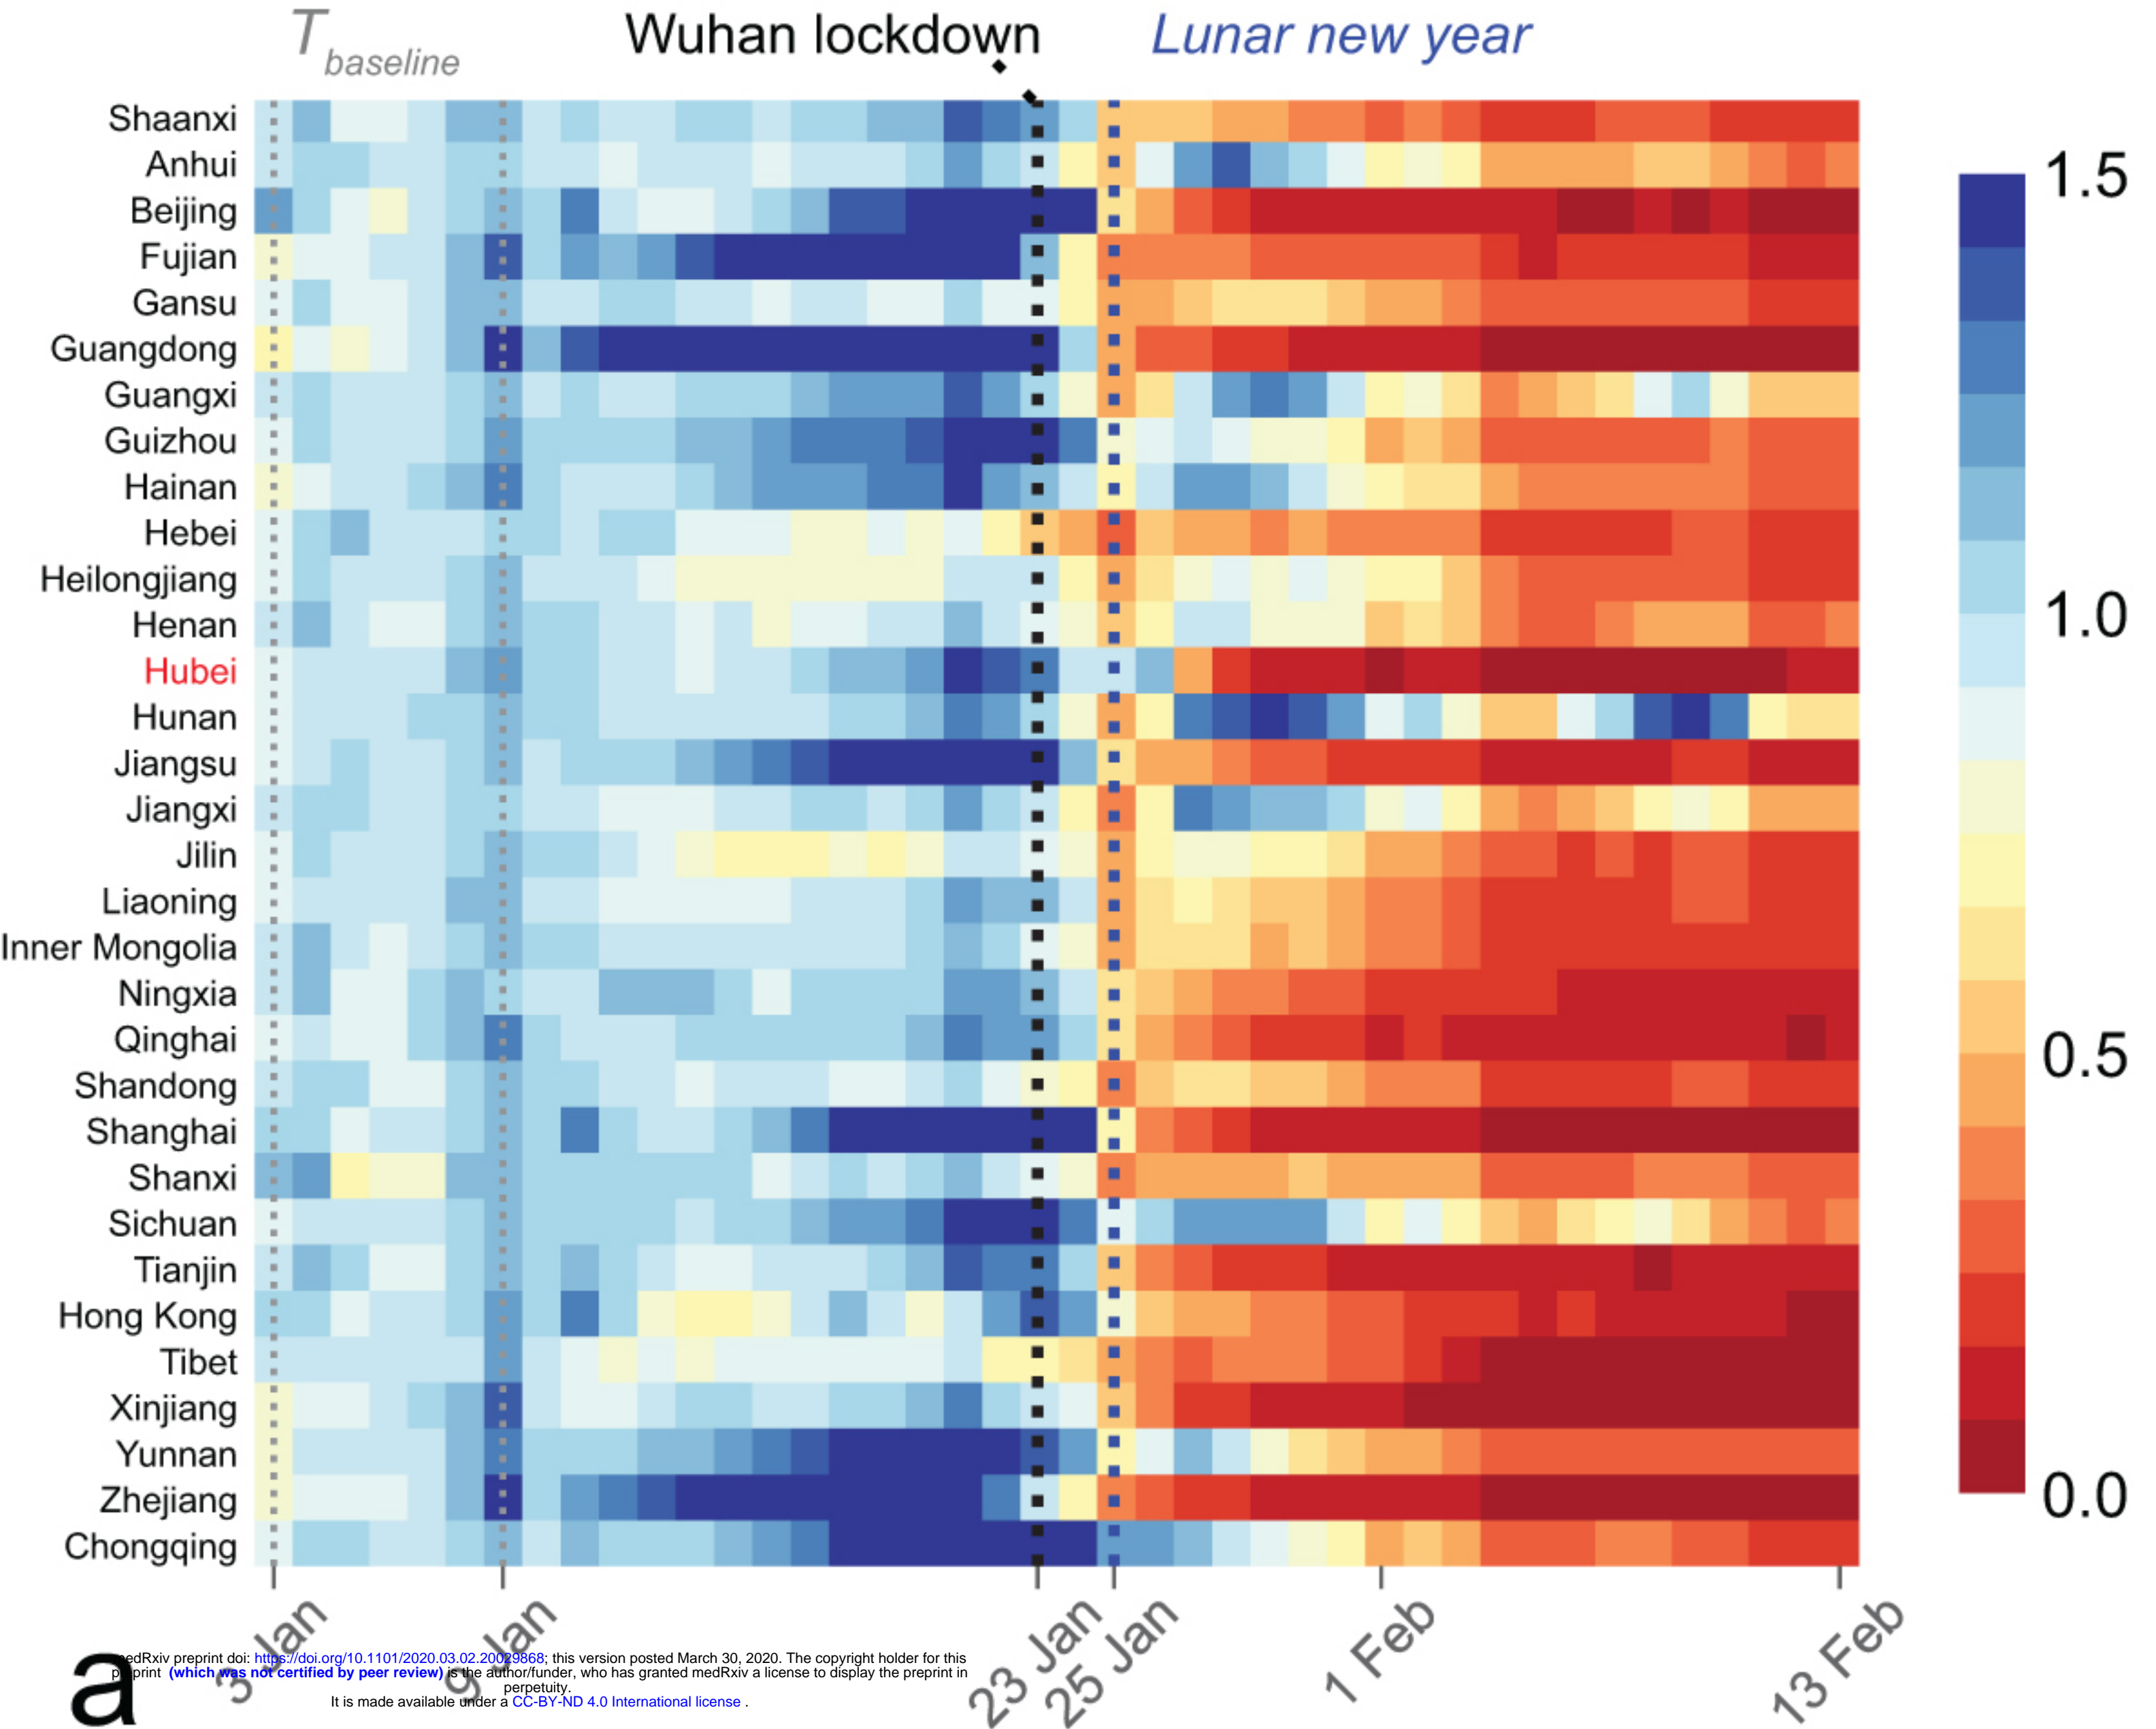 T baseline
Wuhan lockdown
Lunar new year
Shaanxi
Anhui
Beijing
Fujian
Gansu
Guangdong
Guangxi
Guizhou
Hainan
Hebei
Heilongjiang
Henan
Hubei
Hunan
Jiangsu
Jiangxi
Jilin
Liaoning
Inner Mongolia
Ningxia
Qinghai
Shandong
Shanghai
Shanxi
Sichuan
Tianjin
Hong Kong
Tibet
Xinjiang
Yunnan
Zhejiang
Chongqing
1.5
1.0
0.5
0.0
3 Jan
9 Jan
23 Jan
25 Jan
1 Feb
13 Feb
a
medRxiv preprint doi: https://doi.org/10.1101/2020.03.02.20029868; this version posted March 30, 2020. The copyright holder for this
preprint (which was not certified by peer review) is the author/funder, who has granted medRxiv a license to display the preprint in
perpetuity.
It is made available under a CC-BY-ND 4.0 International license .